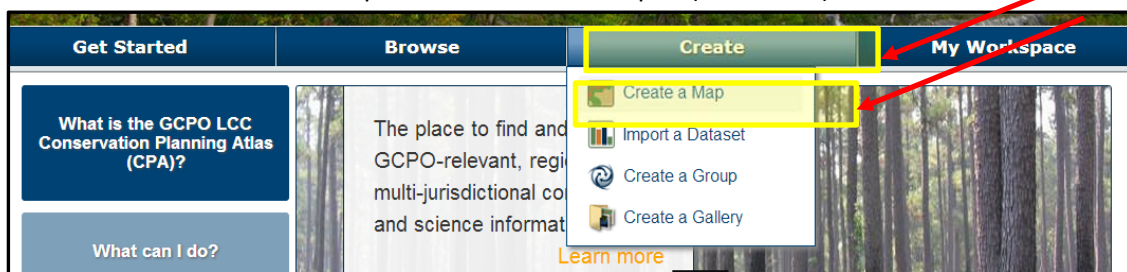 Get Started
Browse
Create
My Workspace
What is the GCPO LCC
Conservation Planning Atlas
(CPA)?
What can I do?
The place to find and
GCPO-relevant, regi
multi-jurisdictional co
and science informat
Learn more
Create a Map
Import a Dataset
Create a Group
Create a Gallery